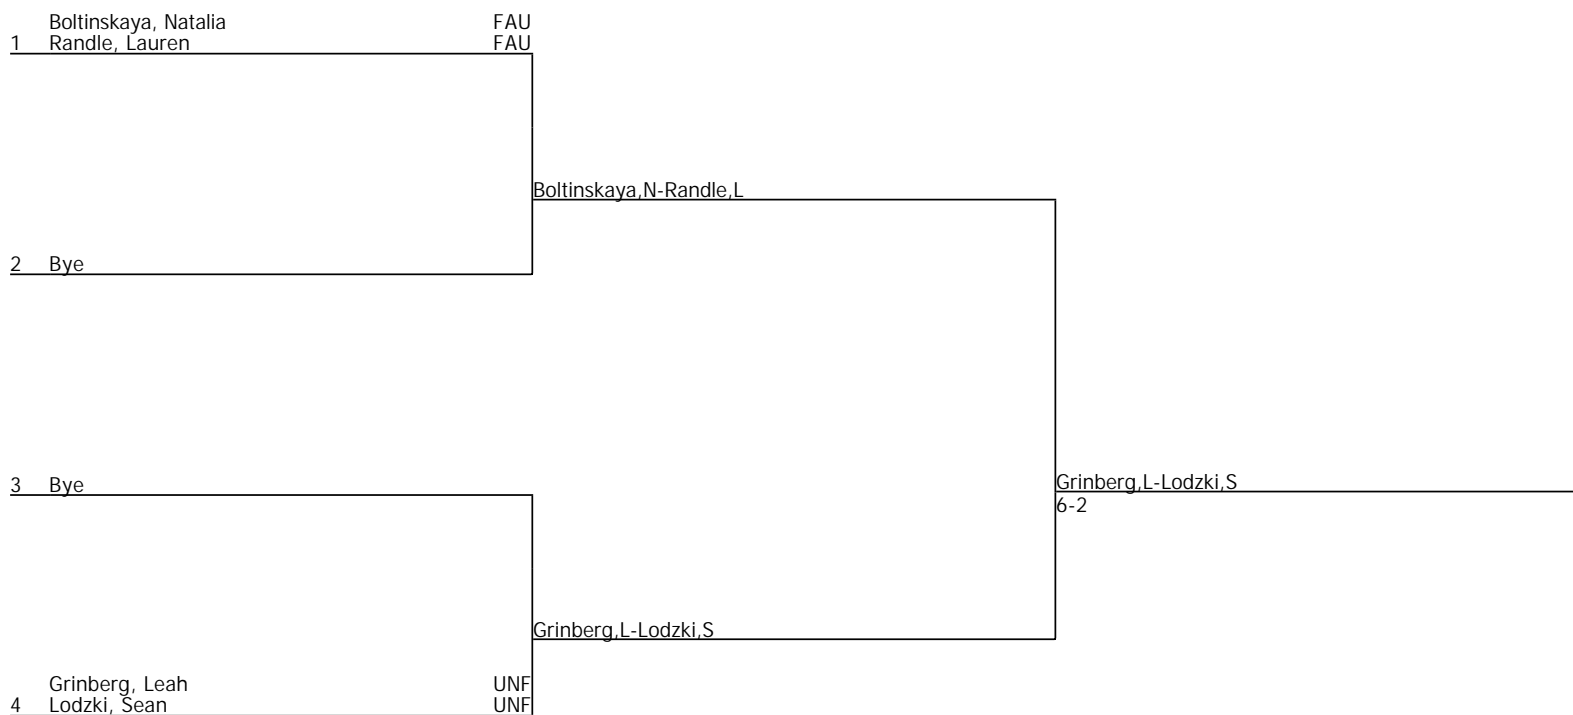 Boltinskaya, Natalia FAU
1 Randle, Lauren FAU
Boltinskaya,N-Randle,L
2 Bye
3 Bye
Grinberg,L-Lodzki,S
6-2
Grinberg,L-Lodzki,S
Grinberg, Leah UNF
4 Lodzki, Sean UNF